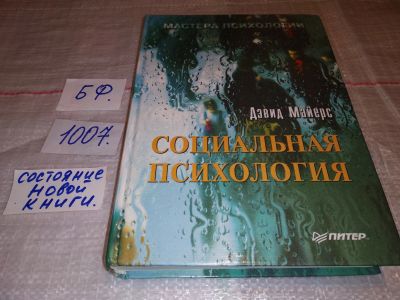 БФ.
1007.
СОСТОЯНИЕ
НОВОЙ
КНИГИ.
МАСТЕРА ПСИХОЛОГИИ
Дэвид Майерс
СОЦИАЛЬНАЯ
ПСИХОЛОГИЯ
ПИТЕР